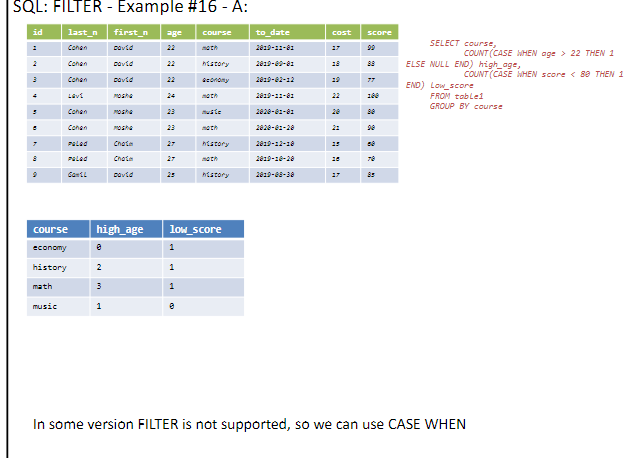 SQL: FILTER - Example #16 - A:
id last_n first_n age course to_date cost score
1 Cohen David 22 math 2019-11-01 17 99
2 Cohen David 22 history 2019-09-01 18 88
3 Cohen David 22 economy 2019-02-12 19 77
4 Levi Moshe 24 math 2019-11-01 22 100
5 Cohen Moshe 23 music 2020-01-01 20 80
6 Cohen Moshe 23 math 2020-01-20 21 90
7 Peled Chaim 27 history 2019-12-10 15 60
8 Peled Chaim 27 math 2019-10-20 16 70
9 Gamil David 25 history 2019-08-30 17 85
SELECT course,
COUNT(CASE WHEN age > 22 THEN 1
ELSE NULL END) high_age,
COUNT(CASE WHEN score < 80 THEN 1
END) low_score
FROM table1
GROUP BY course
course high_age low_score
economy 0 1
history 2 1
math 3 1
music 1 0
In some version FILTER is not supported, so we can use CASE WHEN